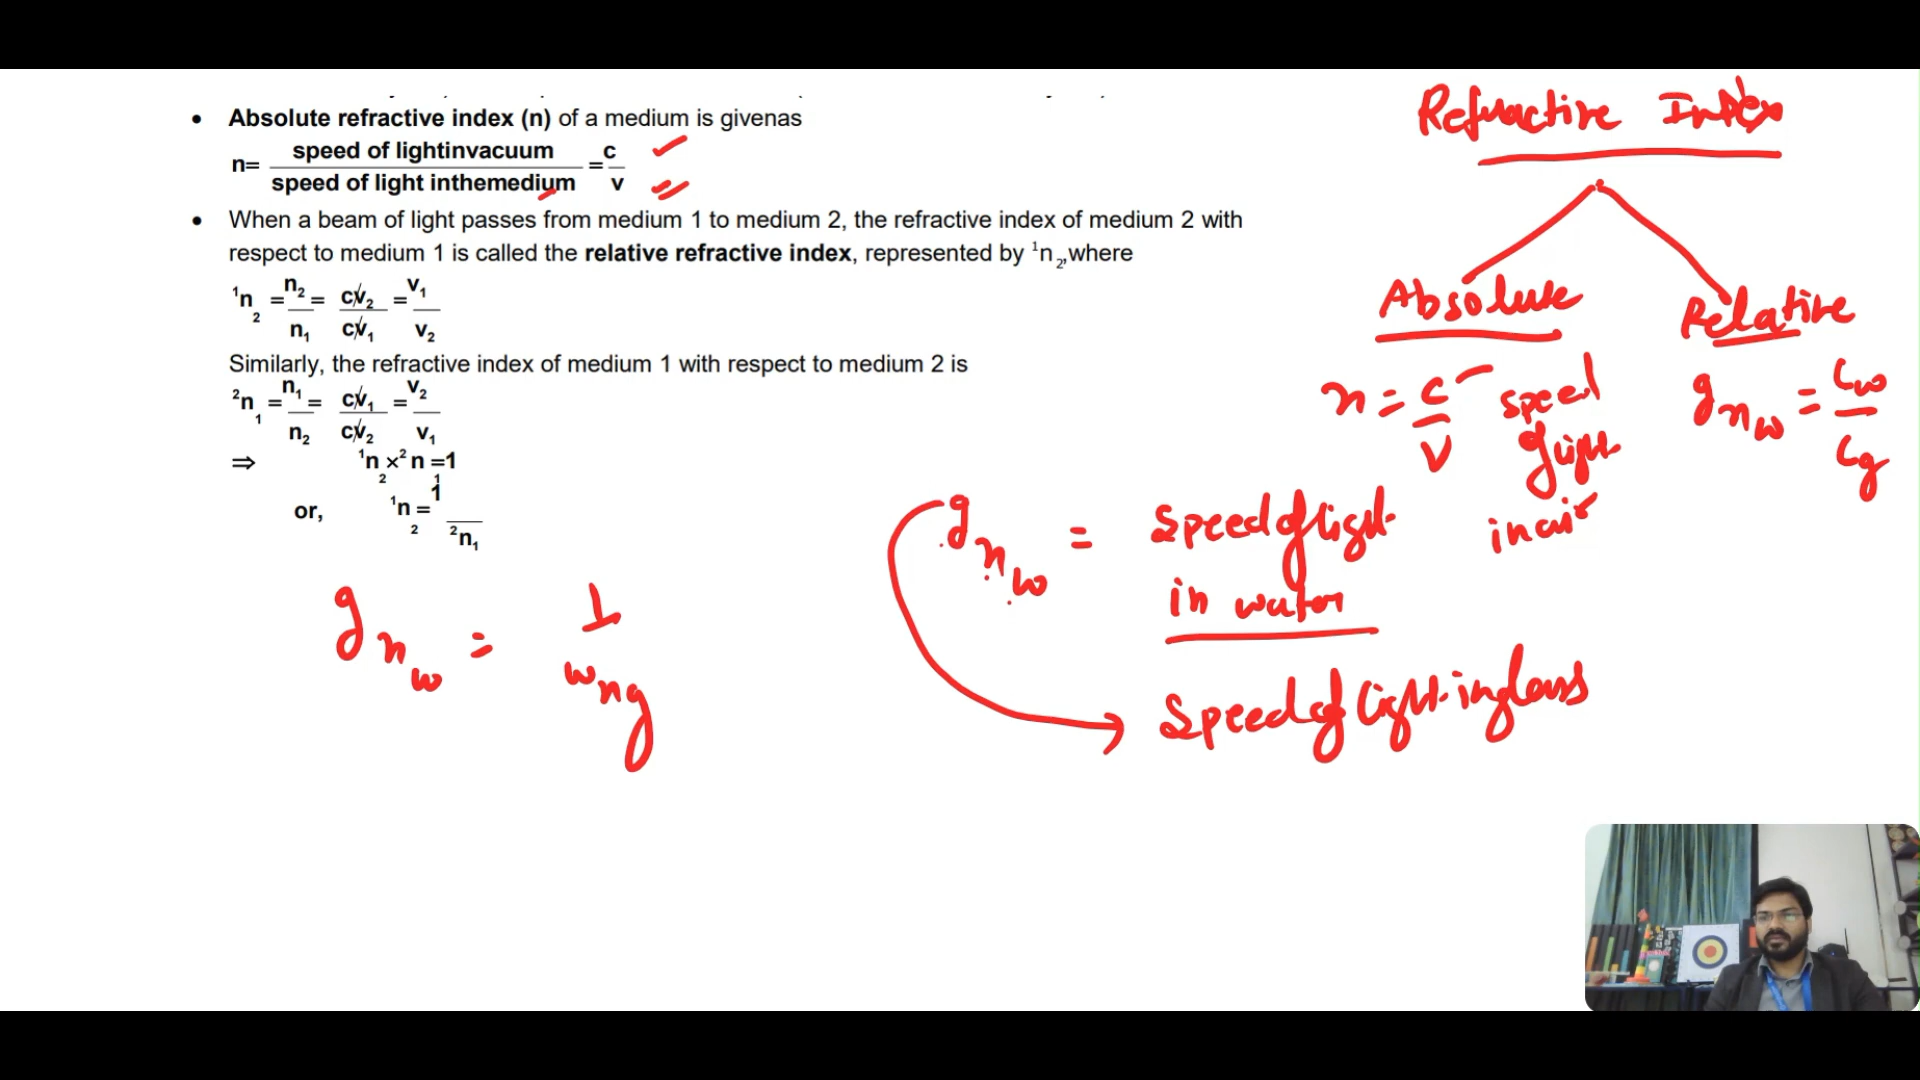 • Absolute refractive index (n) of a medium is givenas
n= speed of lightinvacuum / speed of light inthemedium = c / v
• When a beam of light passes from medium 1 to medium 2, the refractive index of medium 2 with
respect to medium 1 is called the relative refractive index, represented by ¹n₂,where
¹n₂ = n₂ / n₁ = c/v₂ / c/v₁ = v₁ / v₂
Similarly, the refractive index of medium 1 with respect to medium 2 is
²n₁ = n₁ / n₂ = c/v₁ / c/v₂ = v₂ / v₁
⇒ ¹n₂ ײn₁ =1
or, ¹n₂ = 1 / ²n₁
gnw = 1 / wng
Refractive Index
Absolute
Relative
n = c / v
speed
of light
in air
gnw = Cw / Cg
gnw = Speed of light
in water
Speed of light in glass